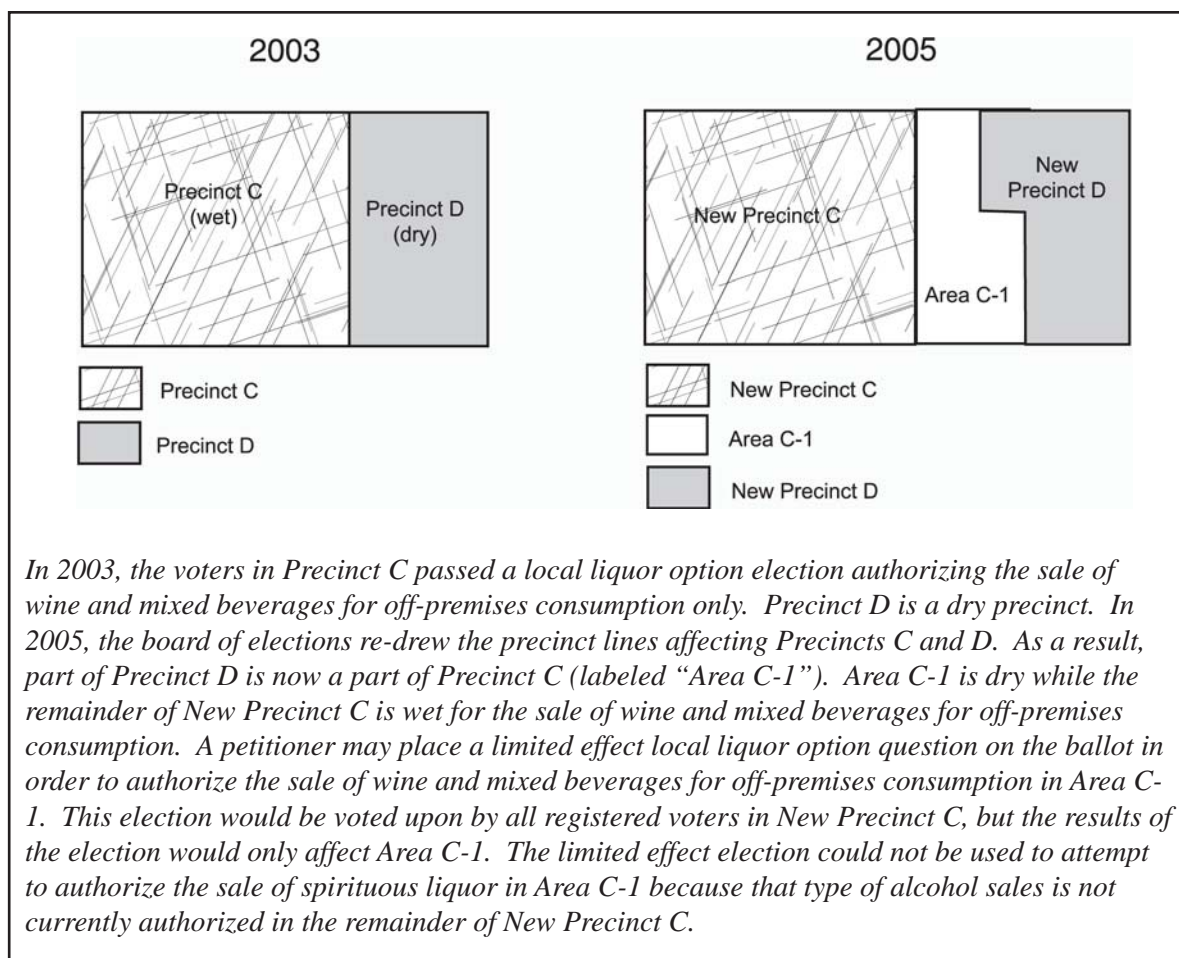 2003
2005
Precinct C
(wet)
Precinct D
(dry)
New Precinct C
New
Precinct D
Area C-1
Precinct C
Precinct D
New Precinct C
Area C-1
New Precinct D
In 2003, the voters in Precinct C passed a local liquor option election authorizing the sale of
wine and mixed beverages for off-premises consumption only.  Precinct D is a dry precinct.  In
2005, the board of elections re-drew the precinct lines affecting Precincts C and D.  As a result,
part of Precinct D is now a part of Precinct C (labeled “Area C-1”).  Area C-1 is dry while the
remainder of New Precinct C is wet for the sale of wine and mixed beverages for off-premises
consumption.  A petitioner may place a limited effect local liquor option question on the ballot in
order to authorize the sale of wine and mixed beverages for off-premises consumption in Area C-
1.  This election would be voted upon by all registered voters in New Precinct C, but the results of
the election would only affect Area C-1.  The limited effect election could not be used to attempt
to authorize the sale of spirituous liquor in Area C-1 because that type of alcohol sales is not
currently authorized in the remainder of New Precinct C.